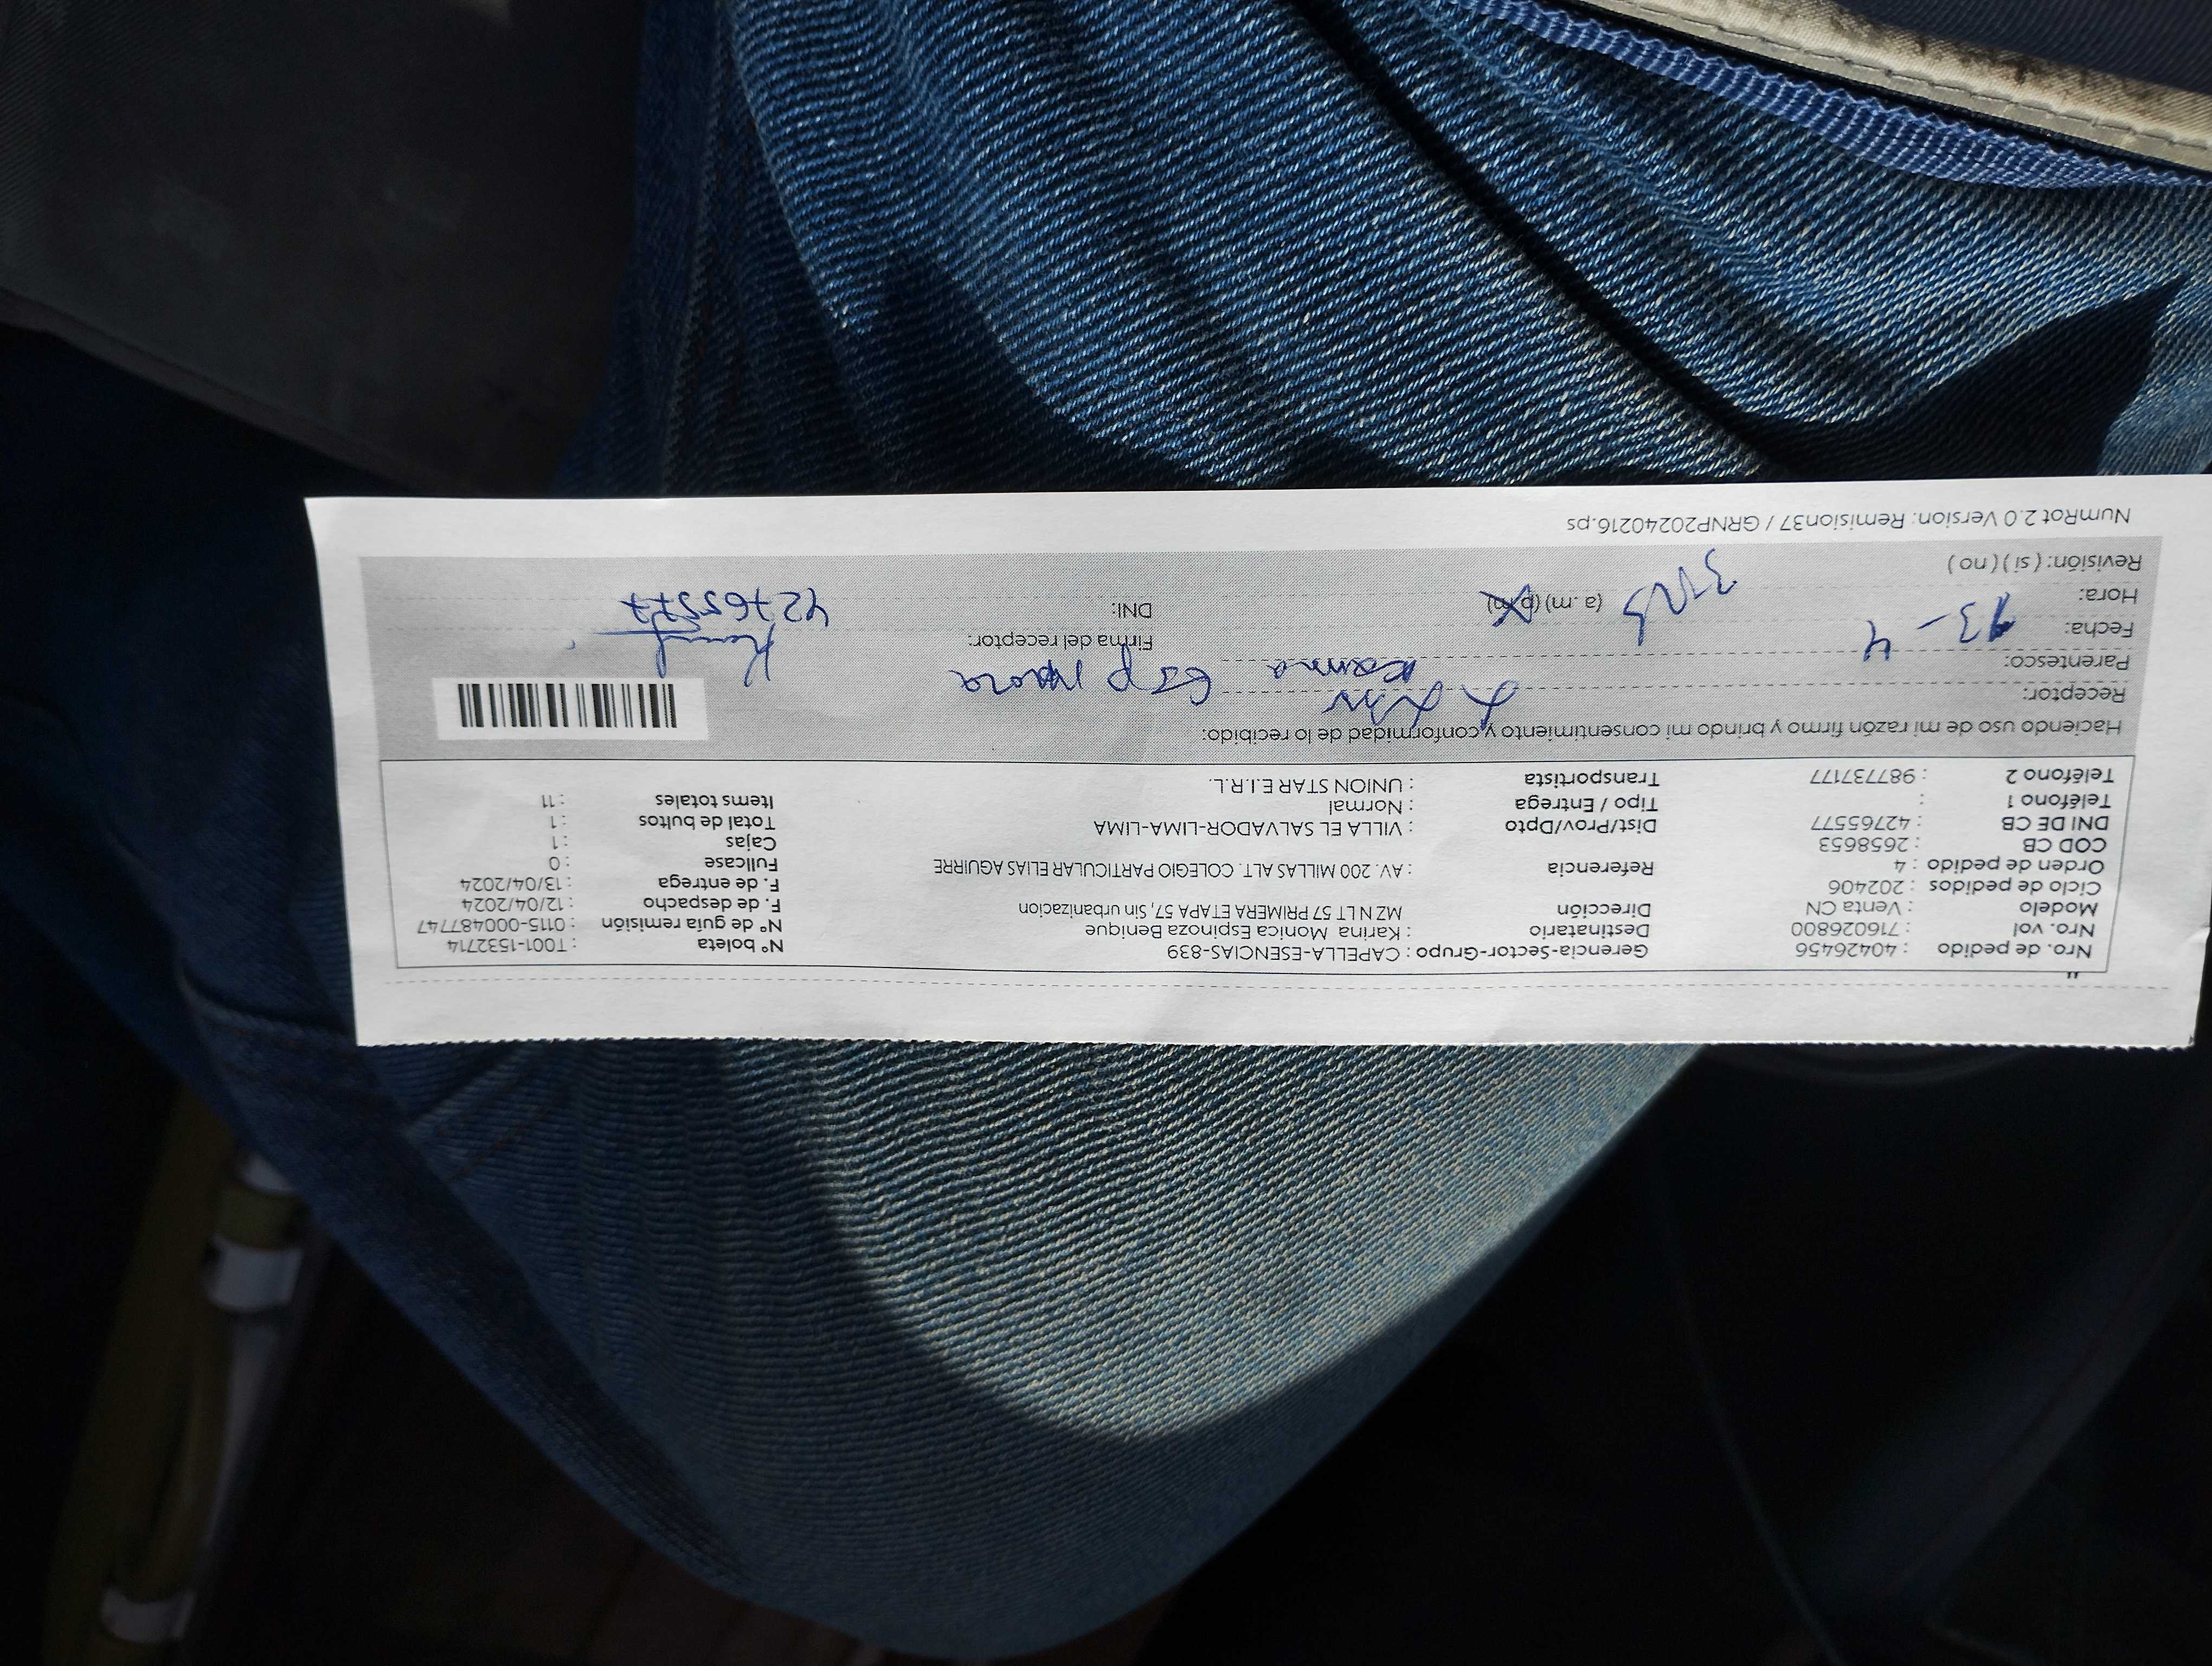 "
Nro. de pedido : 40426456 Gerencia-Sector-Grupo : CAPELLA-ESENCIAS-839 N° boleta : T001-1532714
Nro. vol : 716026800 Destinatario : Karina Monica Espinoza Benique N° de guia remisión : 0115-0000487747
Modelo : Venta CN Dirección MZ N LT 57 PRIMERA ETAPA 57, Sin urbanizacion F. de despacho : 12/04/2024
Ciclo de pedidos : 202406 F. de entrega : 13/04/2024
Orden de pedido : 4 Referencia : AV. 200 MILLAS ALT. COLEGIO PARTICULAR ELIAS AGUIRRE Fullcase : 0
COD CB : 2658653 Cajas : 1
DNI DE CB : 42765577 Dist/Prov/Dpto : VILLA EL SALVADOR-LIMA-LIMA Total de bultos : 1
Teléfono 1 : Tipo / Entrega : Normal Items totales : 11
Teléfono 2 : 987737177 Transportista : UNION STAR E.I.R.L.
Haciendo uso de mi razón firmo y brindo mi consentimiento y conformidad de lo recibido:
Receptor:
Parentesco: Karina Espinoza
Fecha: 13-4 Firma del receptor:
Hora: (a.m) (p.m) DNI: 42765577
Revisión: ( si ) ( no )
NumRot 2.0 Version: Remision37 / GRNP20240216.ps